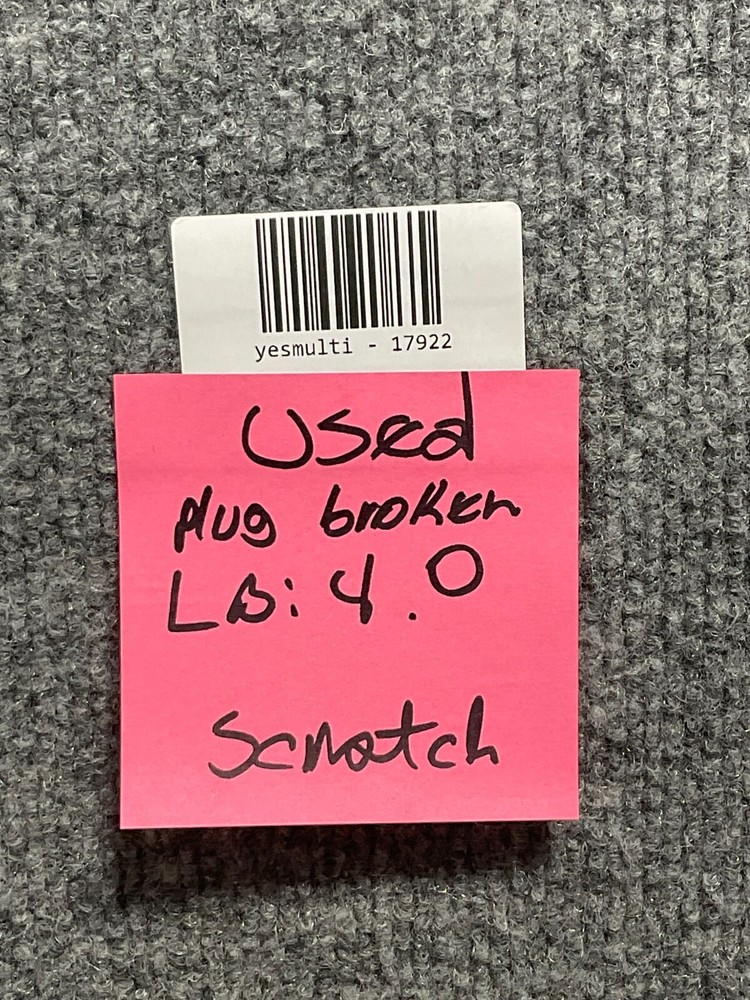 yesmulti - 17922
Used
plug broken
LB: 4.0
Scratch